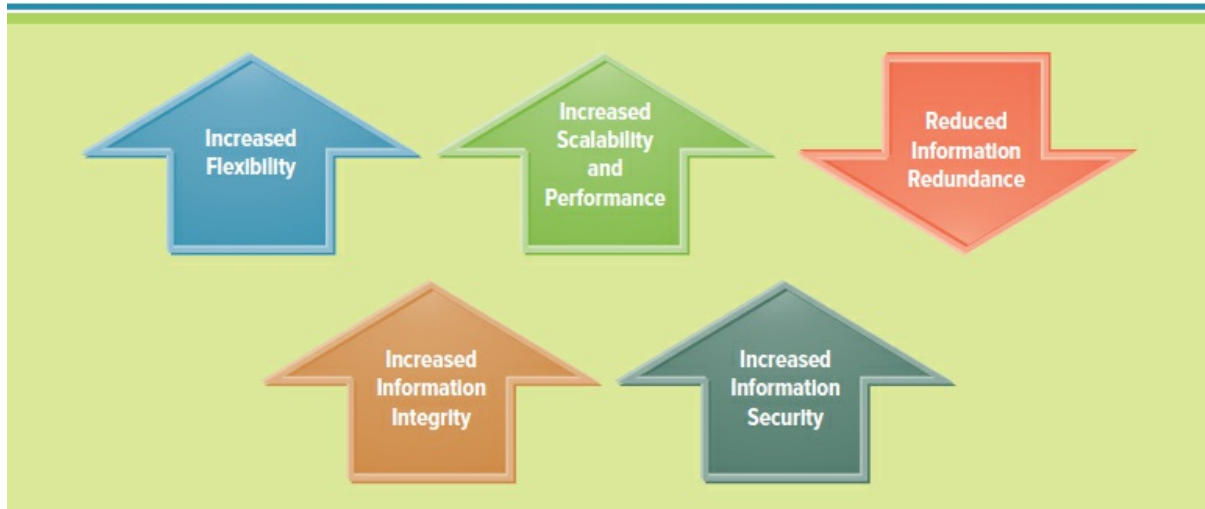 Increased
Flexibility
Increased
Scalability
and
Performance
Reduced
Information
Redundance
Increased
Information
Integrity
Increased
Information
Security